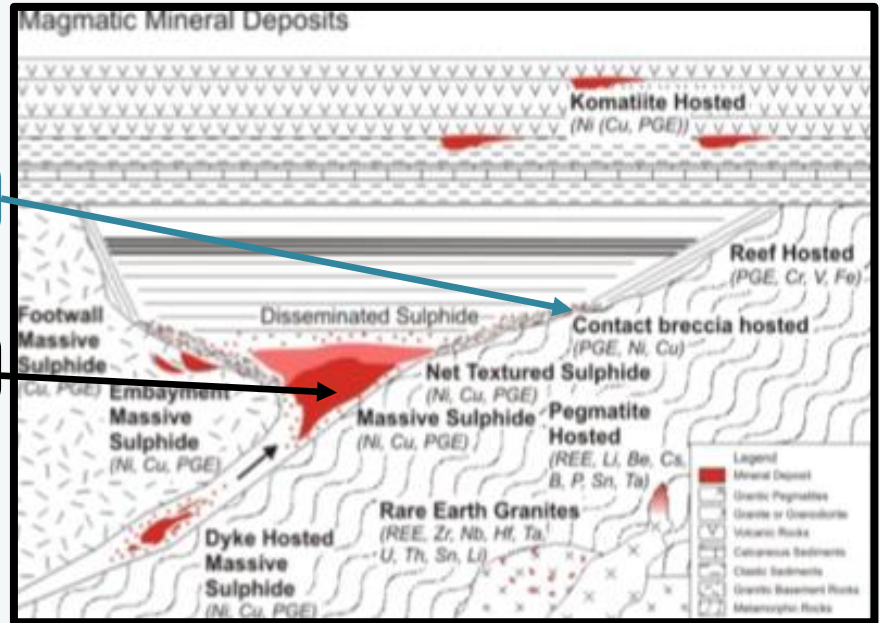 Magmatic Mineral Deposits
Komatiite Hosted
(Ni (Cu, PGE))
Reef Hosted
(PGE, Cr, V, Fe)
Disseminated Sulphide
Footwall
Massive
Sulphide
(Cu, PGE)
Contact breccia hosted
(PGE, Ni, Cu)
Embayment
Massive
Sulphide
(Ni, Cu, PGE)
Net Textured Sulphide
(Ni, Cu, PGE)
Massive Sulphide
(Ni, Cu, PGE)
Pegmatite
Hosted
(REE, Li, Be, Cs,
B, P, Sn, Ta)
Rare Earth Granites
(REE, Zr, Nb, Hf, Ta,
U, Th, Sn, Li)
Dyke Hosted
Massive
Sulphide
(Ni, Cu, PGE)
Legend
Mineral Deposit
Granitic Pegmatites
Granite or Granodiorite
Volcanic Rocks
Calcareous Sediments
Clastic Sediments
Granitic Basement Rocks
Metamorphic Rocks